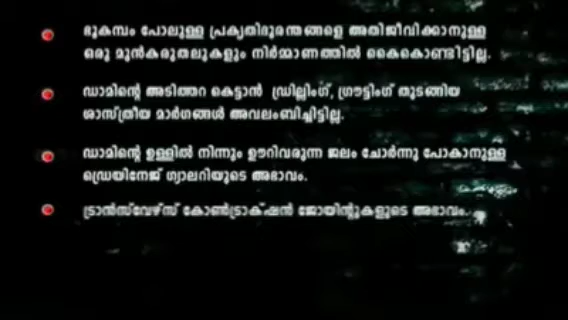 ഭൂകമ്പം പോലുള്ള പ്രകൃതിദുരന്തങ്ങളെ അതിജീവിക്കാനുള്ള
ഒരു മുൻകരുതലുകളും നിർമ്മാണത്തിൽ കൈകൊണ്ടിട്ടില്ല.
ഡാമിന്റെ അടിത്തറ കെട്ടാൻ ഡ്രില്ലിംഗ്, ഗ്രൗട്ടിംഗ് തുടങ്ങിയ
ശാസ്ത്രീയ മാർഗങ്ങൾ അവലംബിച്ചിട്ടില്ല.
ഡാമിന്റെ ഉള്ളിൽ നിന്നും ഊറിവരുന്ന ജലം ചോർന്നു പോകാനുള്ള
ഡ്രെയിനേജ് ഗ്യാലറിയുടെ അഭാവം.
ട്രാൻസ്‌വേഴ്സ് കോൺട്രാക്ഷൻ ജോയിന്റുകളുടെ അഭാവം.